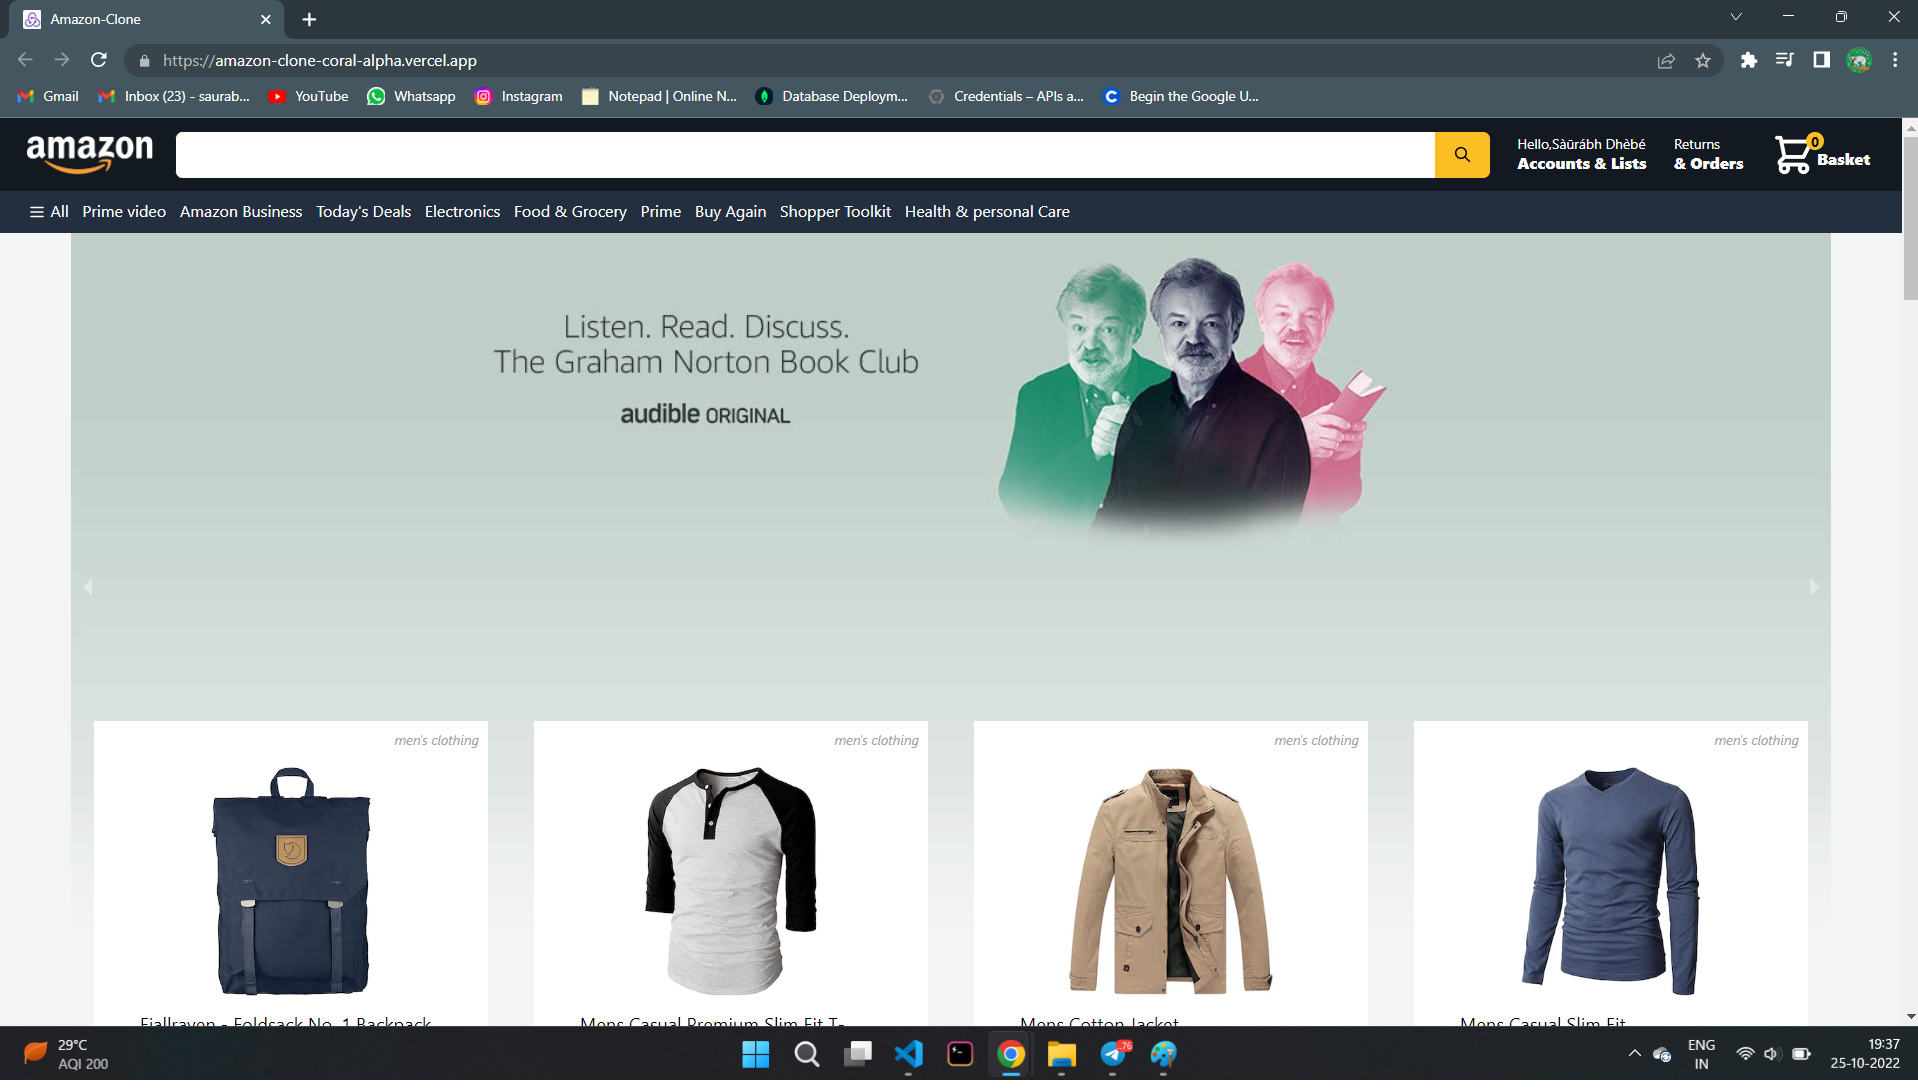 Amazon-Clone
https://amazon-clone-coral-alpha.vercel.app
Gmail
Inbox (23) - saurab...
YouTube
Whatsapp
Instagram
Notepad | Online N...
Database Deploym...
Credentials – APIs a...
Begin the Google U...
amazon
Hello,Sàūrábh Dhèbé
Accounts & Lists
Returns
& Orders
0
Basket
All
Prime video
Amazon Business
Today's Deals
Electronics
Food & Grocery
Prime
Buy Again
Shopper Toolkit
Health & personal Care
Listen. Read. Discuss.
The Graham Norton Book Club
audible ORIGINAL
men's clothing
men's clothing
men's clothing
men's clothing
Fjallraven - Foldsack No. 1 Backpack
Mens Casual Premium Slim Fit T-
Mens Cotton Jacket
Mens Casual Slim Fit
29°C
AQI 200
..76
ENG
IN
19:37
25-10-2022